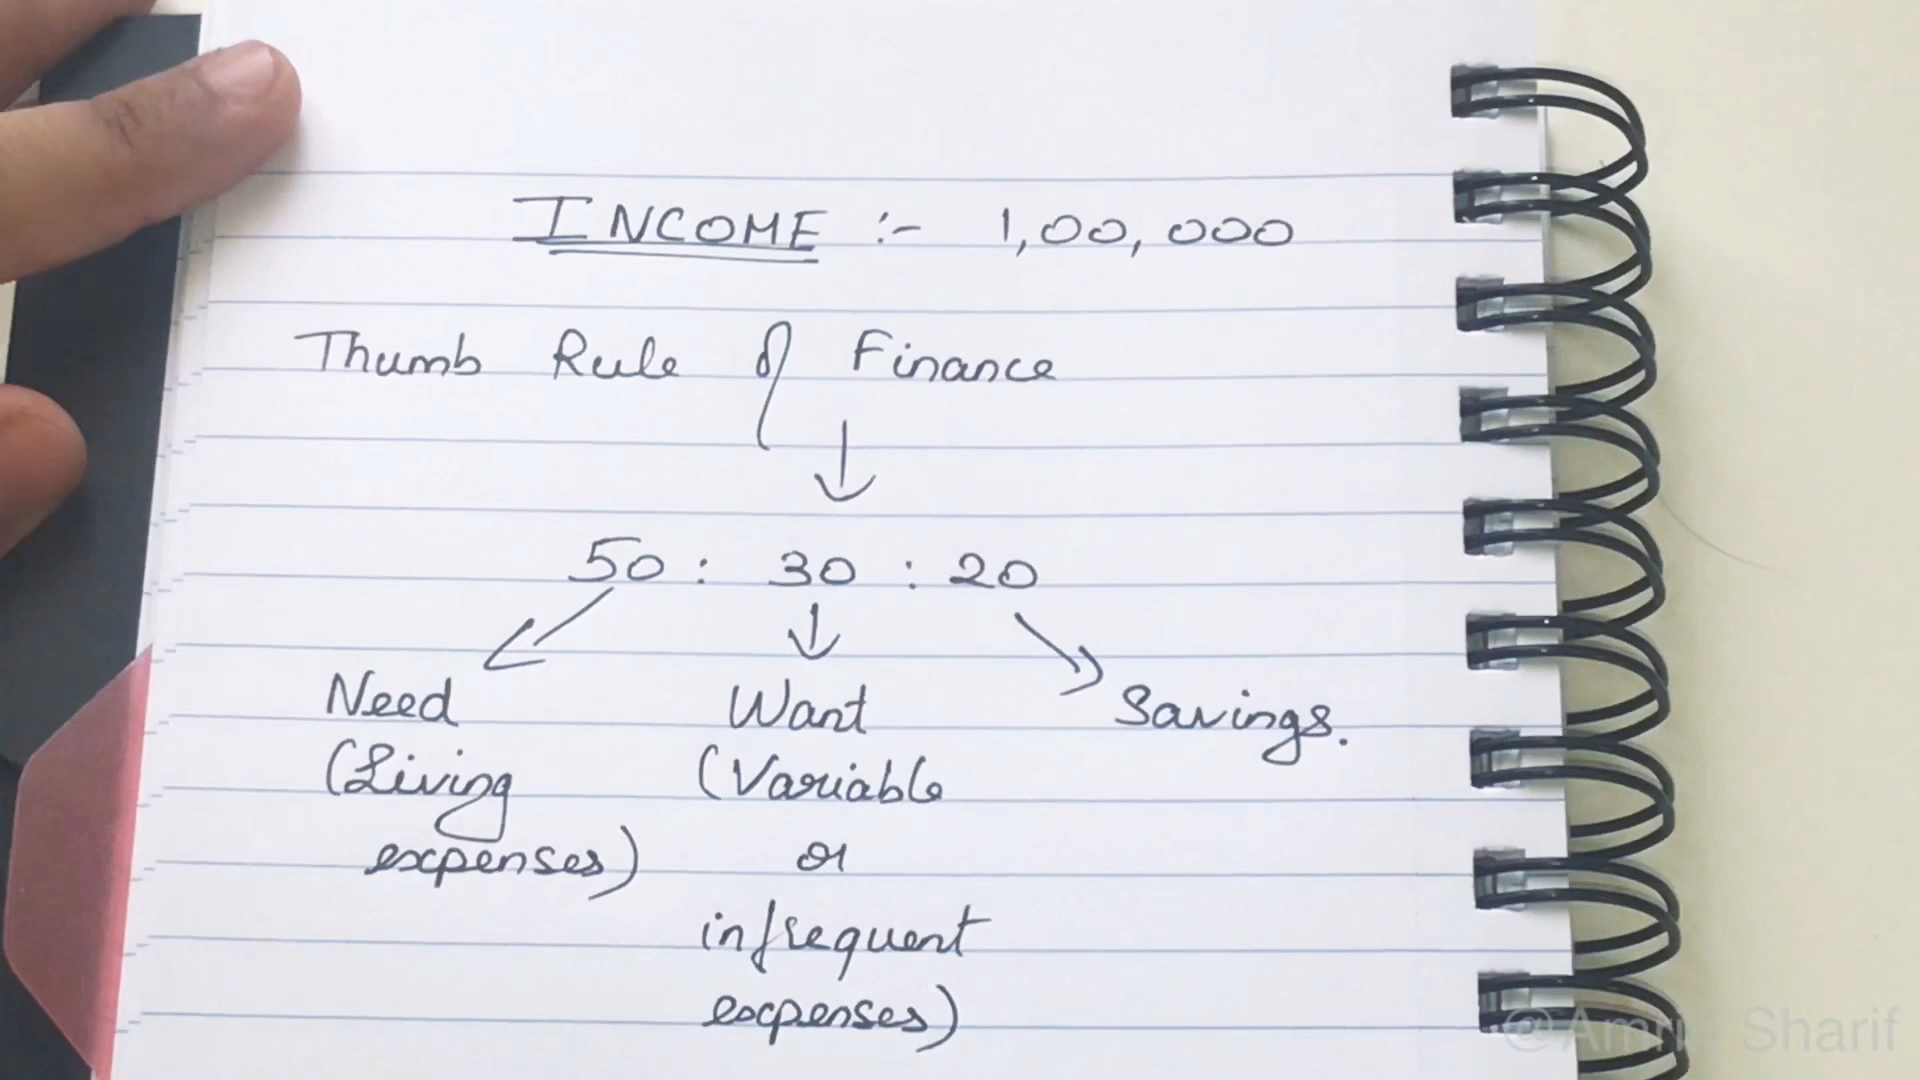 INCOME :- 1,00,000
Thumb Rule of Finance
50 : 30 : 20
Need Want Savings.
(Living (Variable
expenses) or
infrequent
expenses)
Sharif